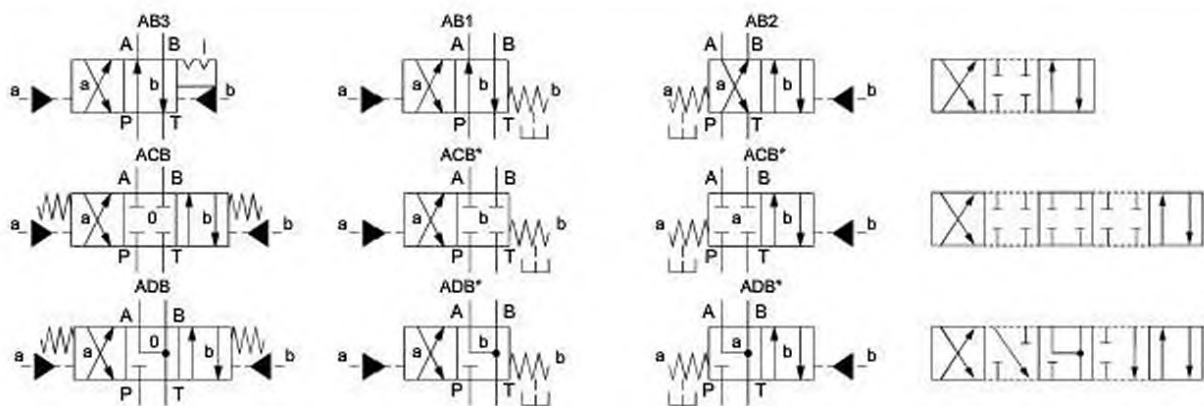 AB3 AB1 AB2
A B A B A B
a a b b a b b a a b b
P T P T P T
ACB ACB* ACB*
A B A B A B
a a 0 b b a b b a a b b
P T P T P T
ADB ADB* ADB*
A B A B A B
a a 0 b b a b b a a b b
P T P T P T